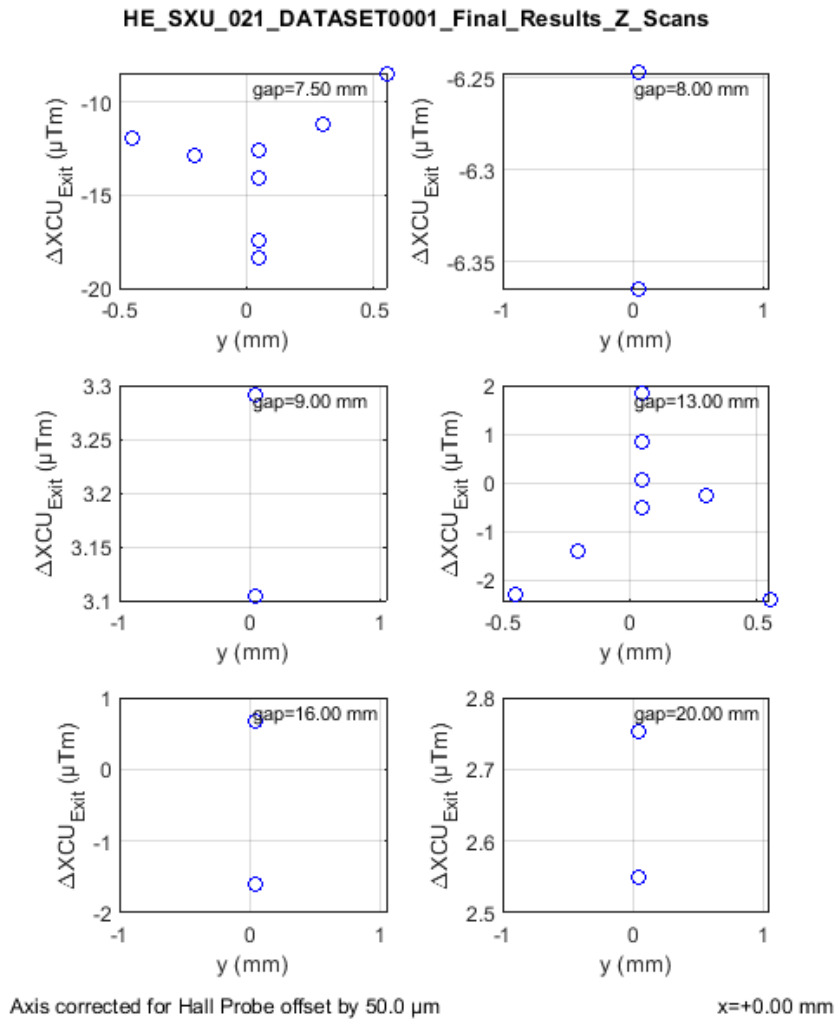 HE_SXU_021_DATASET0001_Final_Results_Z_Scans
gap=7.50 mm
-10
-15
-20
-0.5 0 0.5
y (mm)
ΔXCU_Exit (μTm)
gap=8.00 mm
-6.25
-6.3
-6.35
-1 0 1
y (mm)
ΔXCU_Exit (μTm)
gap=9.00 mm
3.3
3.25
3.2
3.15
3.1
-1 0 1
y (mm)
ΔXCU_Exit (μTm)
gap=13.00 mm
2
1
0
-1
-2
-0.5 0 0.5
y (mm)
ΔXCU_Exit (μTm)
gap=16.00 mm
1
0
-1
-2
-1 0 1
y (mm)
ΔXCU_Exit (μTm)
gap=20.00 mm
2.8
2.7
2.6
2.5
-1 0 1
y (mm)
ΔXCU_Exit (μTm)
Axis corrected for Hall Probe offset by 50.0 μm
x=+0.00 mm